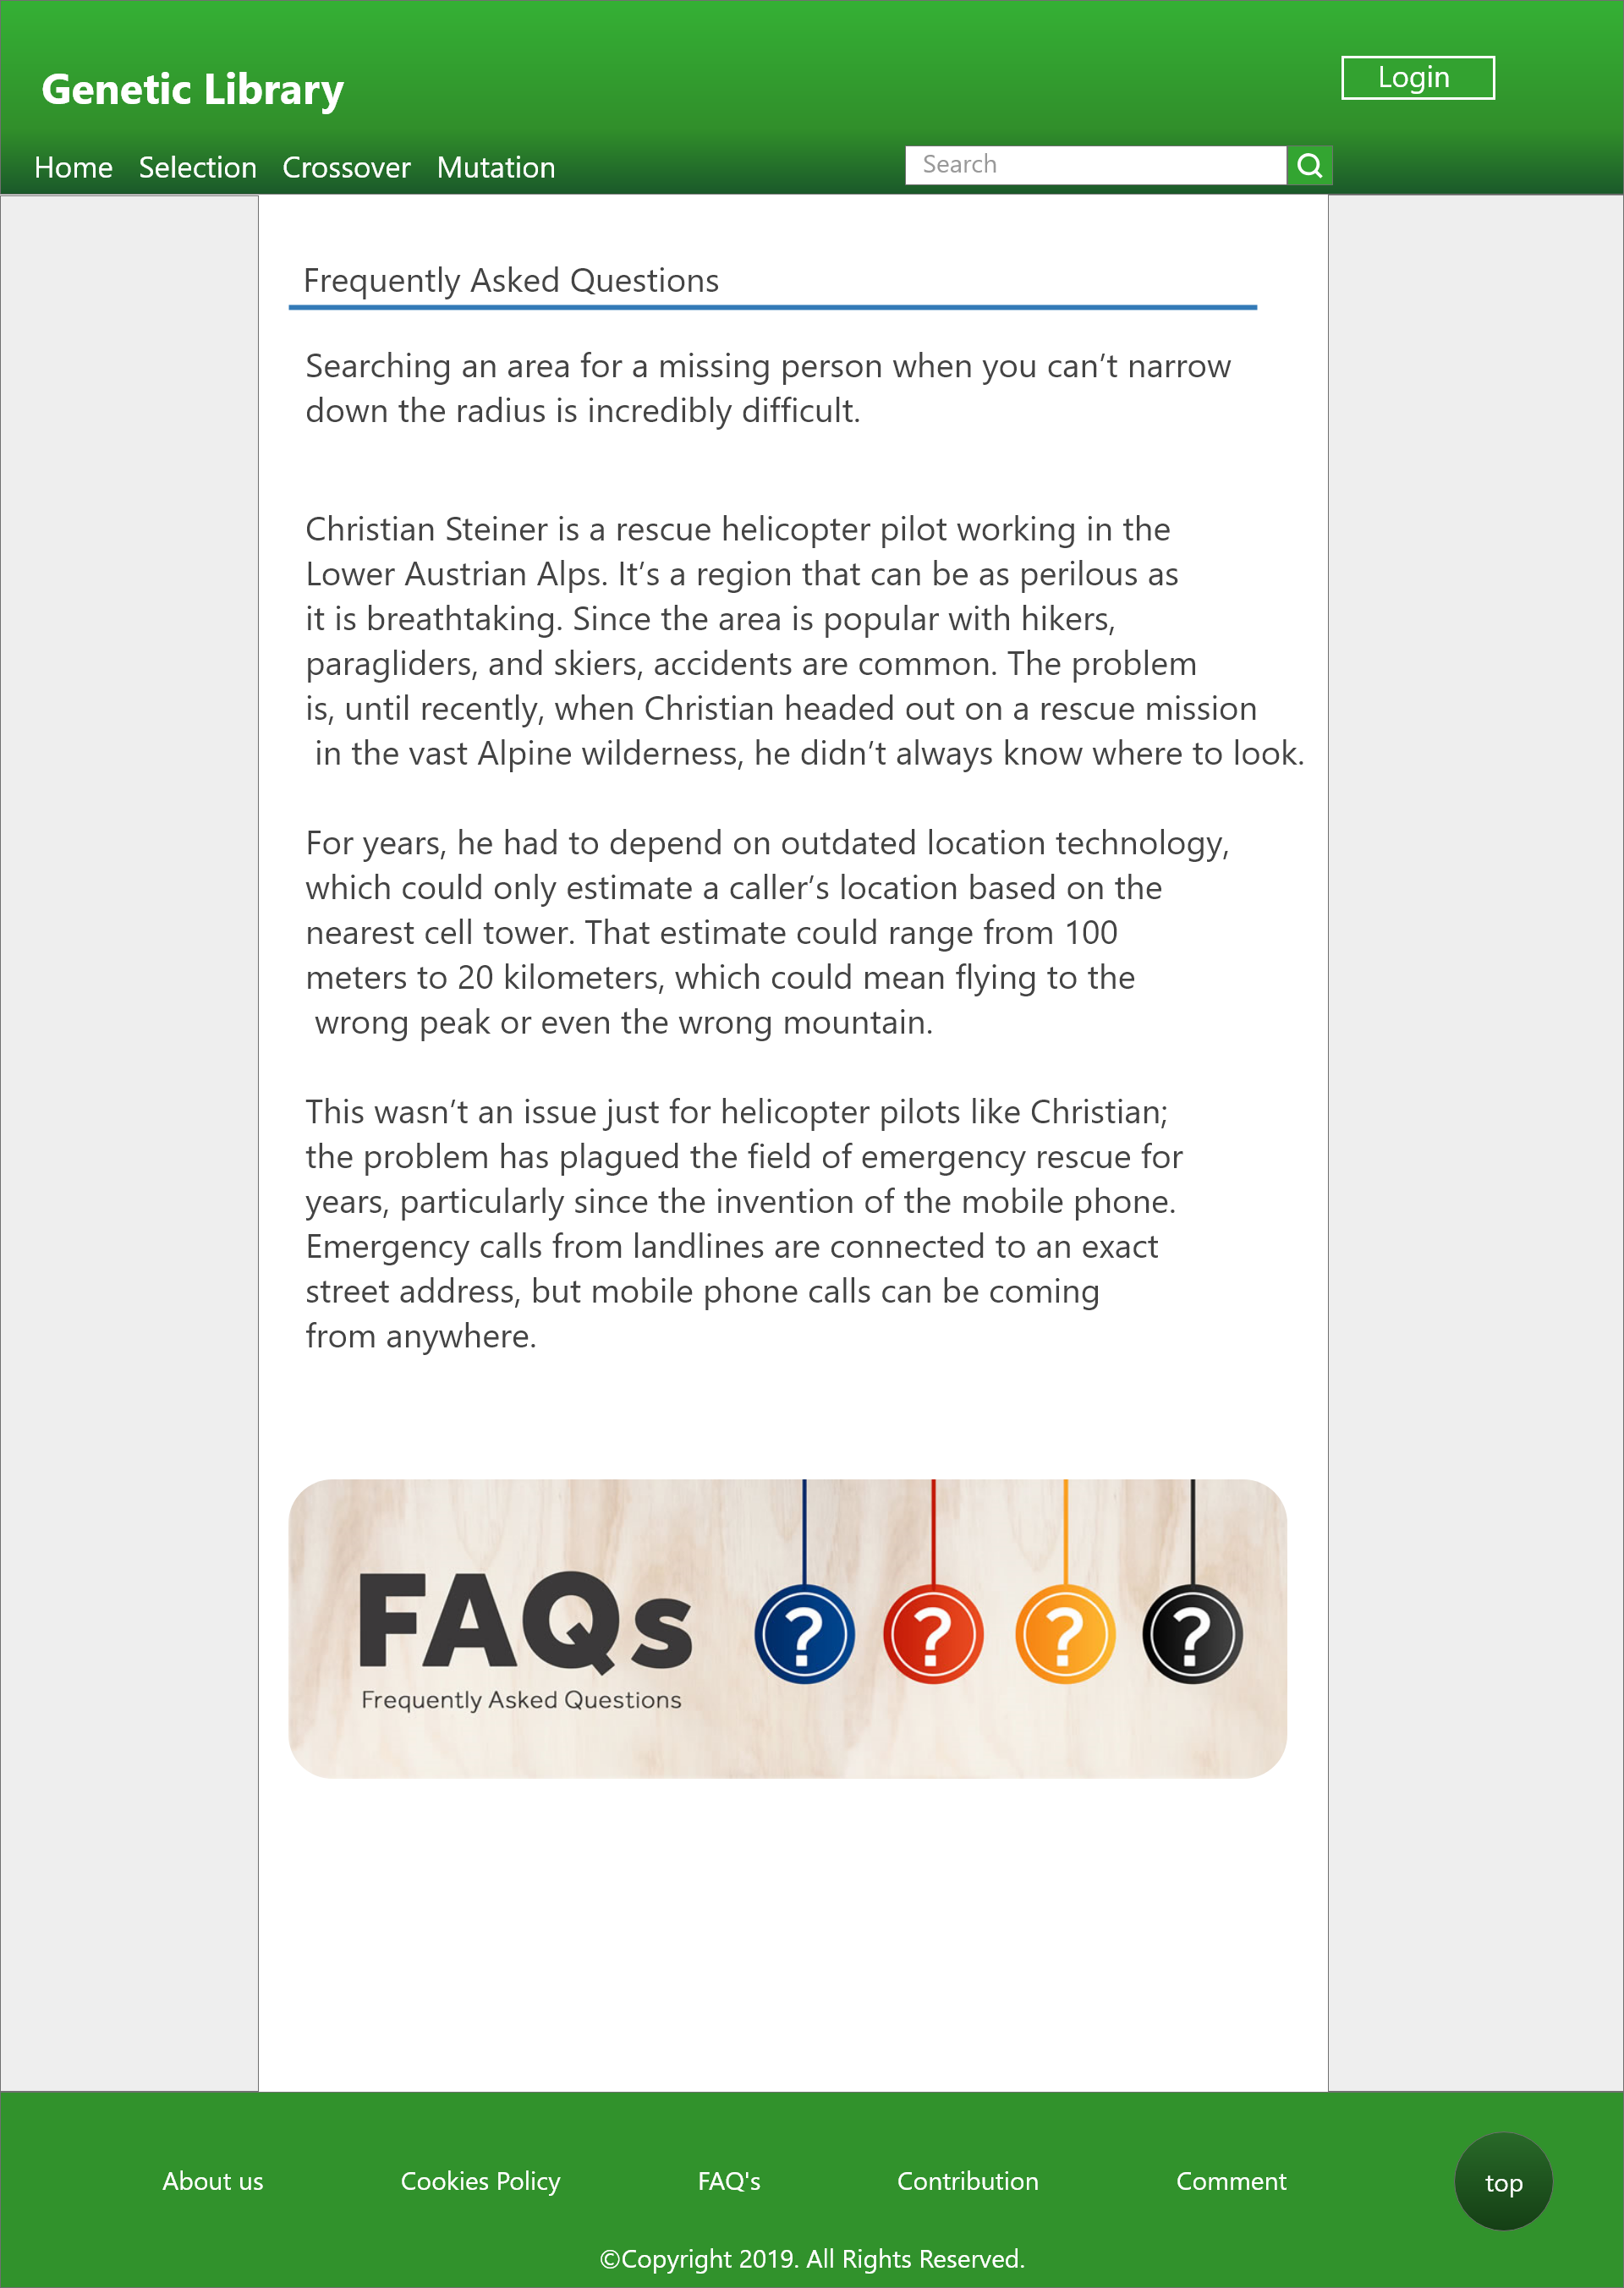 Genetic Library
Login
Home Selection Crossover Mutation
Search
Frequently Asked Questions
Searching an area for a missing person when you can’t narrow
down the radius is incredibly difficult.
Christian Steiner is a rescue helicopter pilot working in the
Lower Austrian Alps. It’s a region that can be as perilous as
it is breathtaking. Since the area is popular with hikers,
paragliders, and skiers, accidents are common. The problem
is, until recently, when Christian headed out on a rescue mission
in the vast Alpine wilderness, he didn’t always know where to look.
For years, he had to depend on outdated location technology,
which could only estimate a caller’s location based on the
nearest cell tower. That estimate could range from 100
meters to 20 kilometers, which could mean flying to the
wrong peak or even the wrong mountain.
This wasn’t an issue just for helicopter pilots like Christian;
the problem has plagued the field of emergency rescue for
years, particularly since the invention of the mobile phone.
Emergency calls from landlines are connected to an exact
street address, but mobile phone calls can be coming
from anywhere.
FAQs
? ? ? ?
Frequently Asked Questions
About us Cookies Policy FAQ's Contribution Comment top
©Copyright 2019. All Rights Reserved.